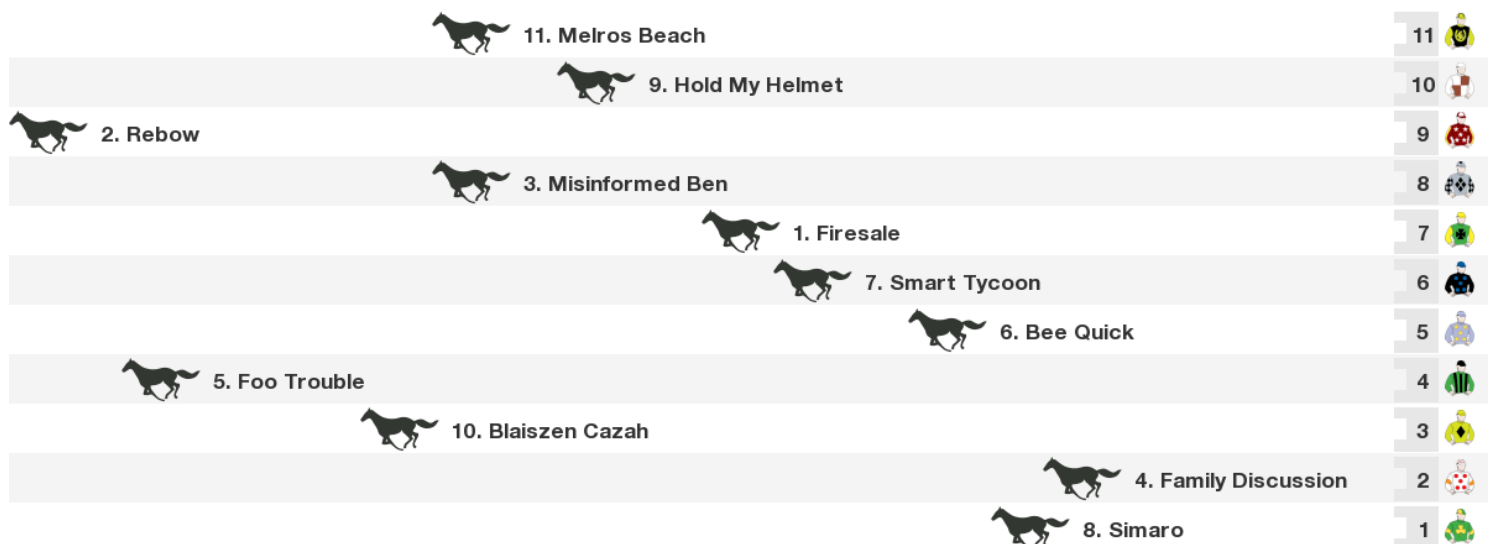 11. Melros Beach 11
9. Hold My Helmet 10
2. Rebow 9
3. Misinformed Ben 8
1. Firesale 7
7. Smart Tycoon 6
6. Bee Quick 5
5. Foo Trouble 4
10. Blaiszen Cazah 3
4. Family Discussion 2
8. Simaro 1